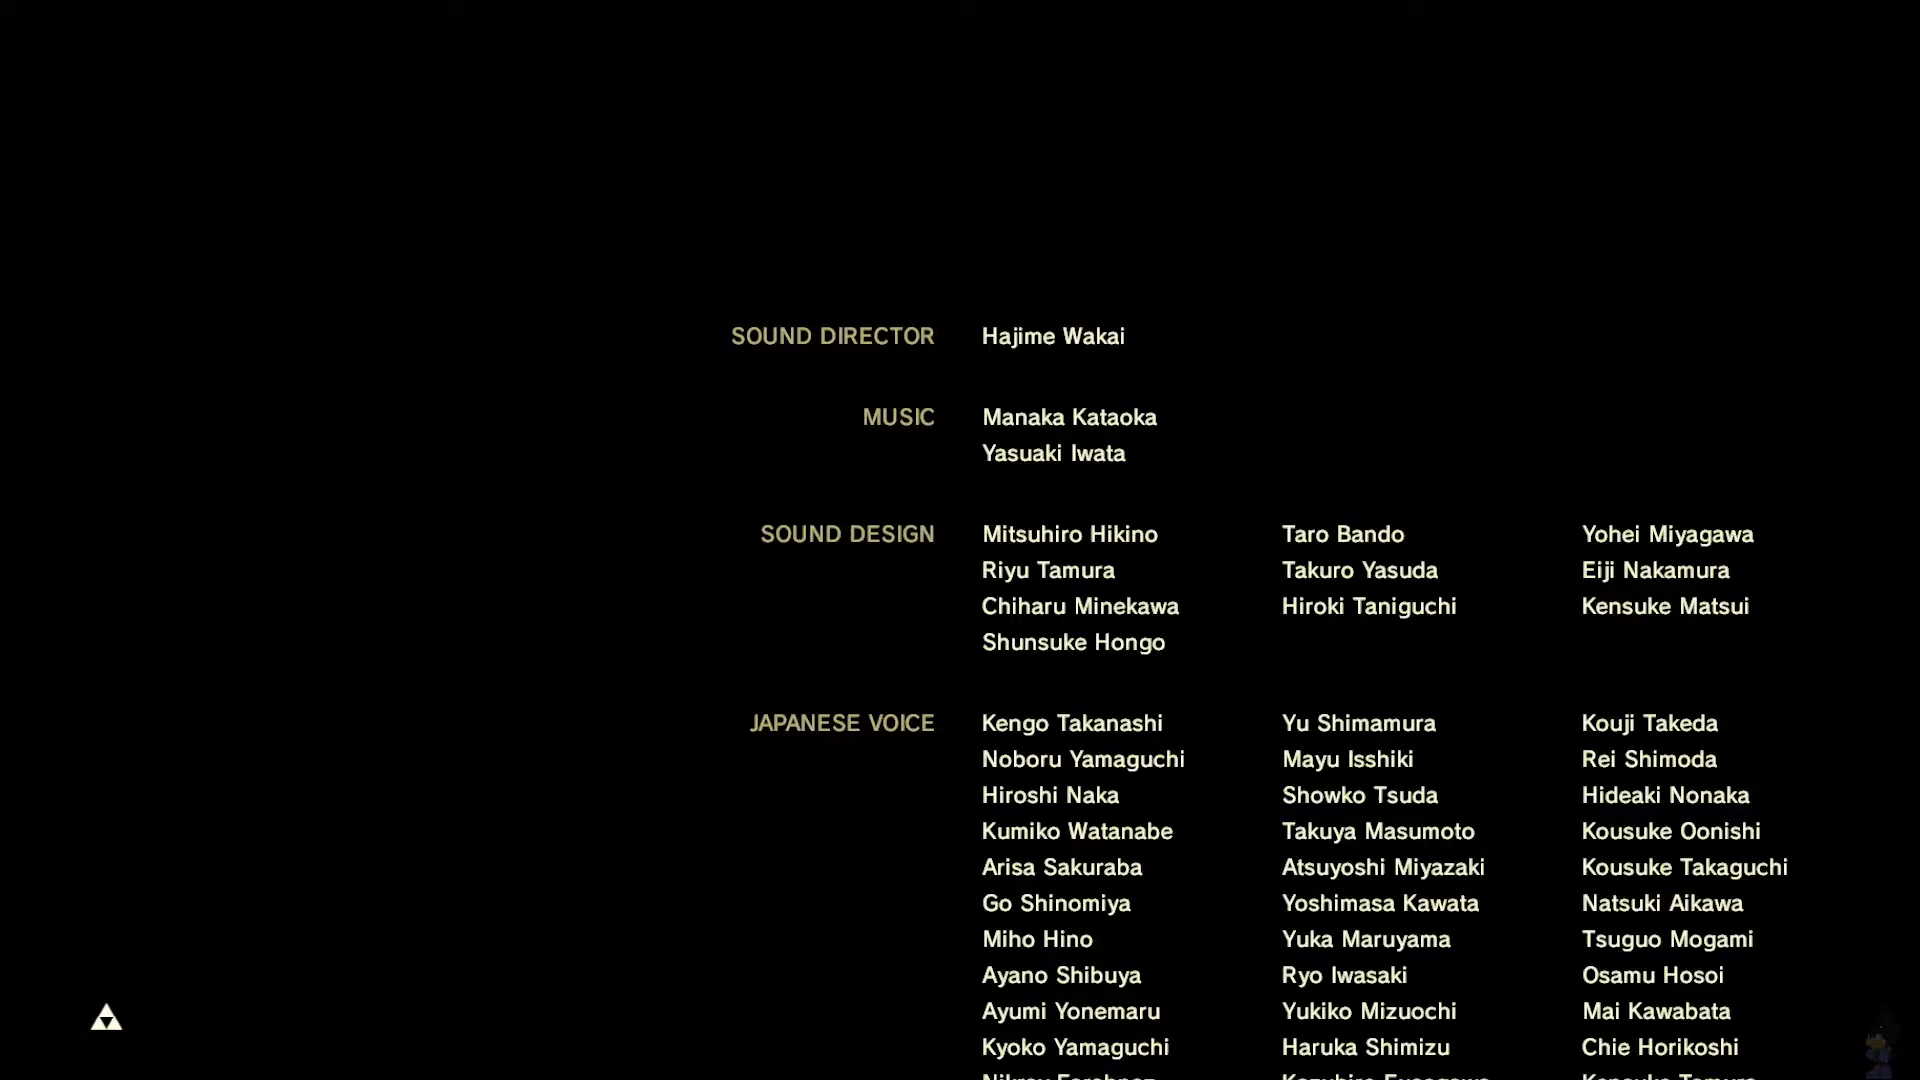 SOUND DIRECTOR Hajime Wakai
MUSIC Manaka Kataoka
Yasuaki Iwata
SOUND DESIGN Mitsuhiro Hikino Taro Bando Yohei Miyagawa
Riyu Tamura Takuro Yasuda Eiji Nakamura
Chiharu Minekawa Hiroki Taniguchi Kensuke Matsui
Shunsuke Hongo
JAPANESE VOICE Kengo Takanashi Yu Shimamura Kouji Takeda
Noboru Yamaguchi Mayu Isshiki Rei Shimoda
Hiroshi Naka Showko Tsuda Hideaki Nonaka
Kumiko Watanabe Takuya Masumoto Kousuke Oonishi
Arisa Sakuraba Atsuyoshi Miyazaki Kousuke Takaguchi
Go Shinomiya Yoshimasa Kawata Natsuki Aikawa
Miho Hino Yuka Maruyama Tsuguo Mogami
Ayano Shibuya Ryo Iwasaki Osamu Hosoi
Ayumi Yonemaru Yukiko Mizuochi Mai Kawabata
Kyoko Yamaguchi Haruka Shimizu Chie Horikoshi